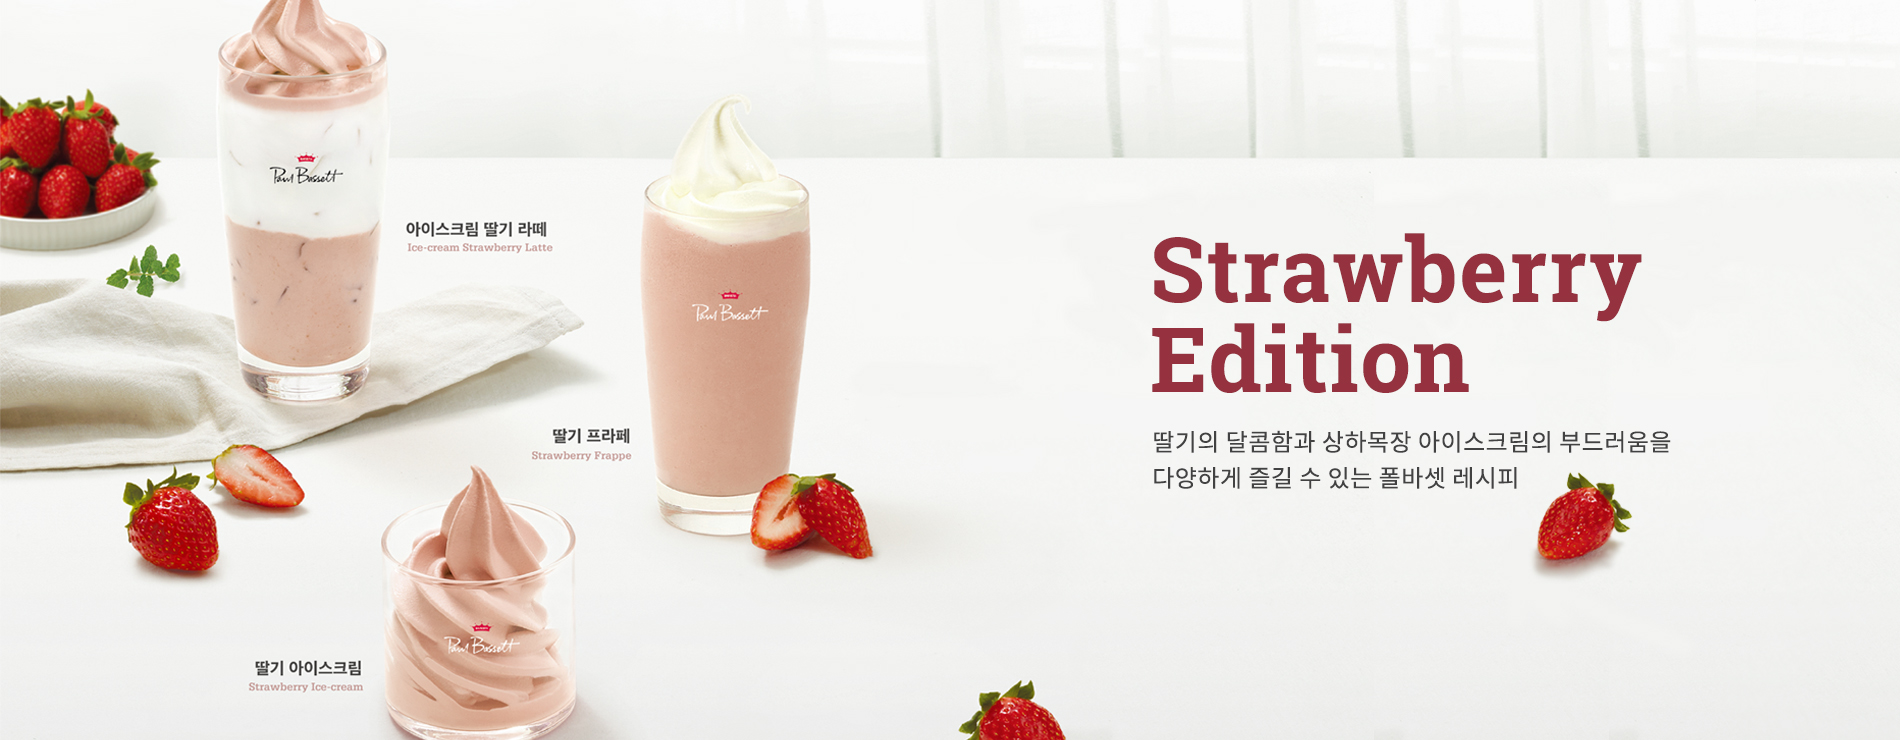 Paul Bassett
아이스크림 딸기 라떼
Ice-cream Strawberry Latte
Paul Bassett
딸기 프라페
Strawberry Frappe
Paul Bassett
딸기 아이스크림
Strawberry Ice-cream
Strawberry
Edition
딸기의 달콤함과 상하목장 아이스크림의 부드러움을
다양하게 즐길 수 있는 폴바셋 레시피